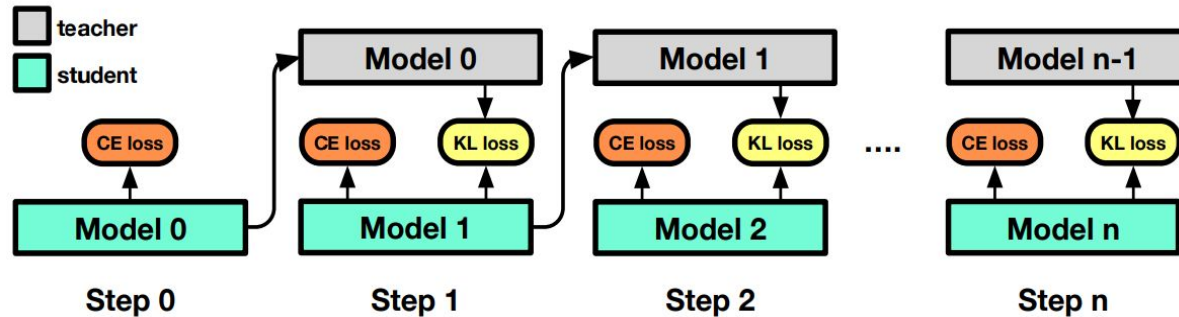 teacher
student
Model 0
Model 1
Model n-1
CE loss
CE loss
KL loss
CE loss
KL loss
....
CE loss
KL loss
Model 0
Model 1
Model 2
Model n
Step 0
Step 1
Step 2
Step n